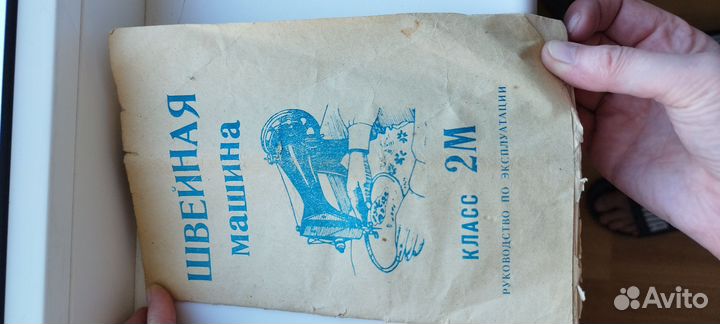 ШВЕЙНАЯ
машина
КЛАСС 2М
РУКОВОДСТВО ПО ЭКСПЛУАТАЦИИ
Avito